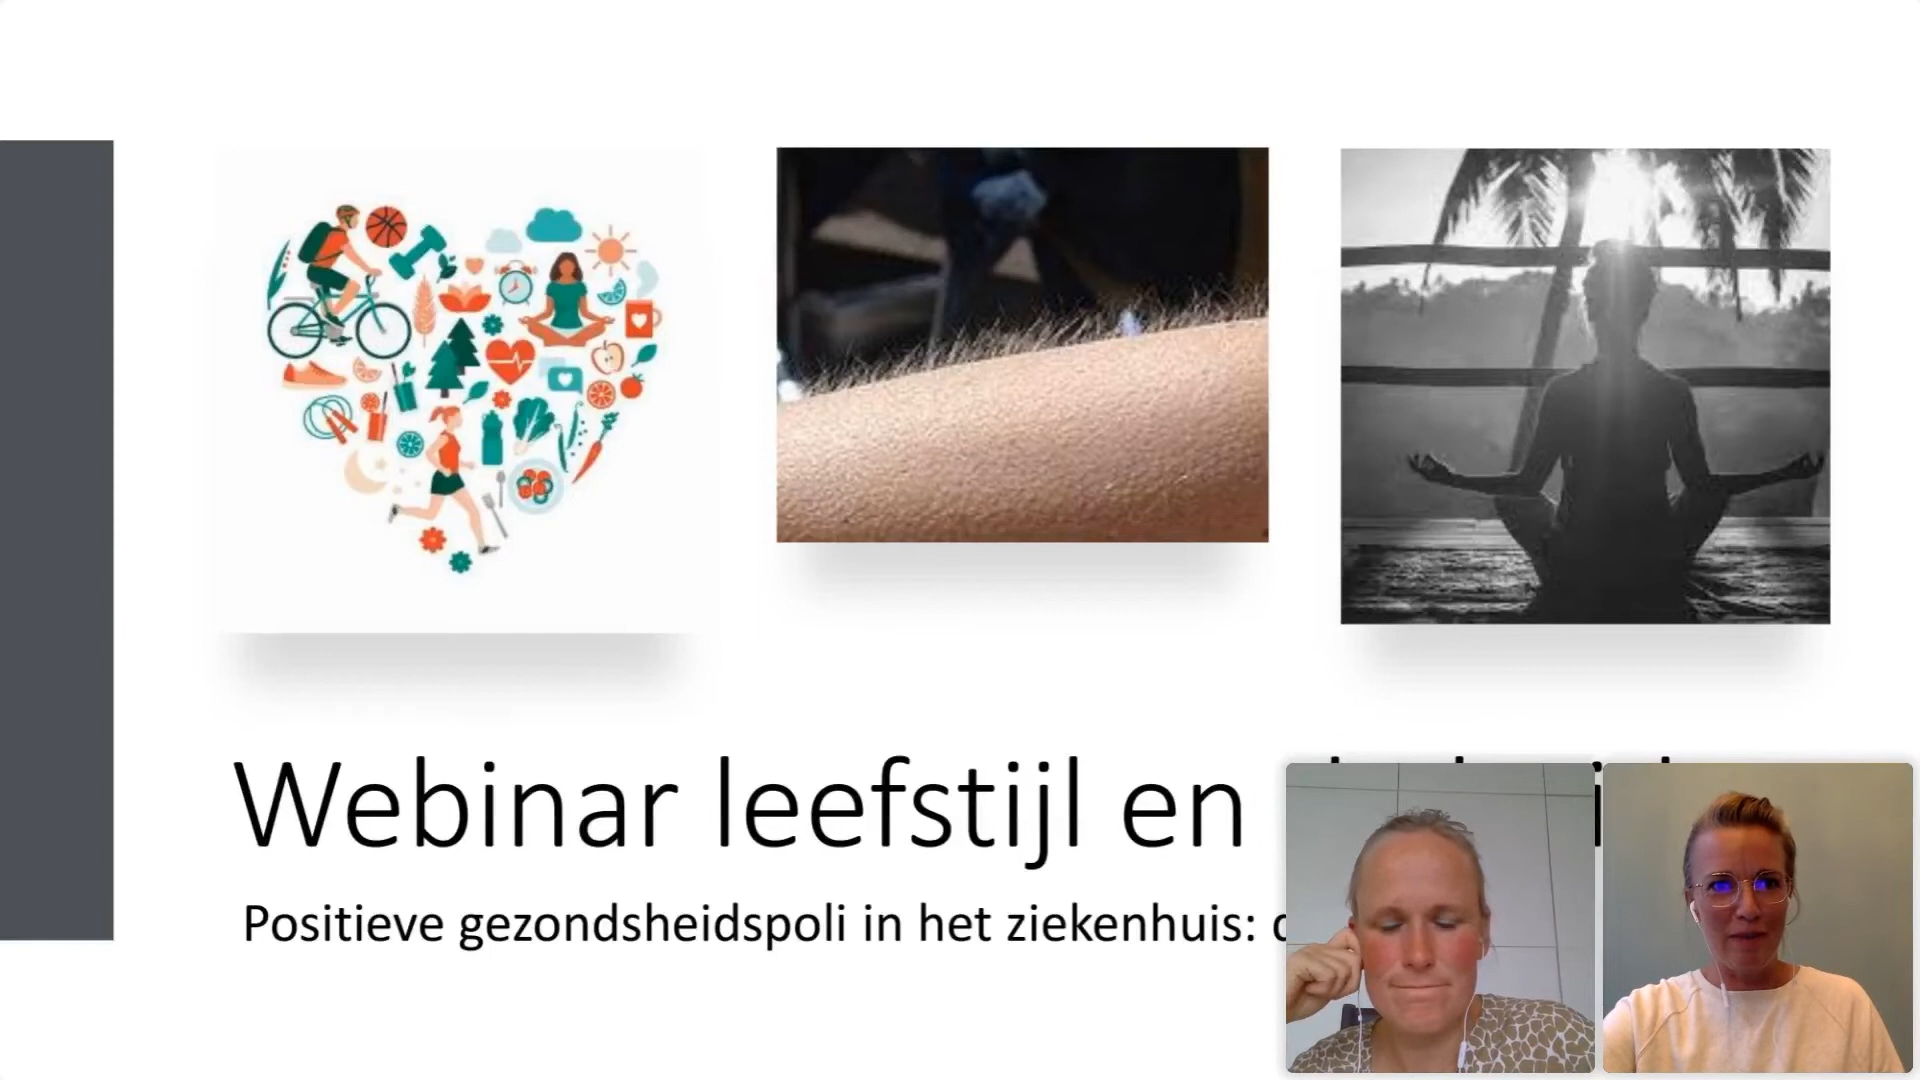 Webinar leefstijl en
Positieve gezondsheidspoli in het ziekenhuis: